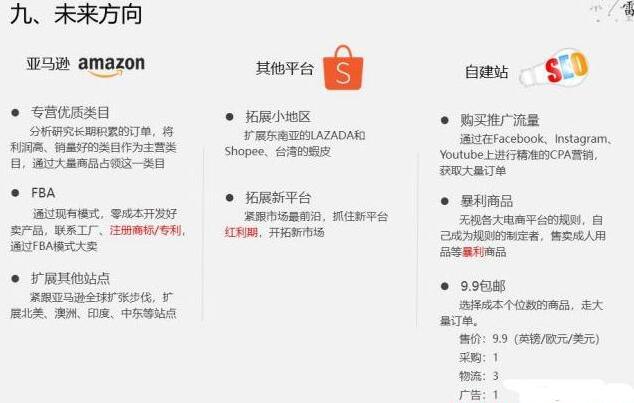 九、未来方向
雷
亚马逊 amazon
专营优质类目
分析研究长期积累的订单，将
利润高、销量好的类目作为主营类
目，通过大量商品占领这一类目
FBA
通过现有模式，零成本开发好
卖产品，联系工厂、注册商标/专利，
通过FBA模式大卖
扩展其他站点
紧跟亚马逊全球扩张步伐，扩
展北美、澳洲、印度、中东等站点
其他平台 S
拓展小地区
扩展东南亚的LAZADA和
Shopee、台湾的蝦皮
拓展新平台
紧跟市场最前沿，抓住新平台
红利期，开拓新市场
自建站 SEO
购买推广流量
通过在Facebook、Instagram、
Youtube上进行精准的CPA营销，
获取大量订单
暴利商品
无视各大电商平台的规则，自
己成为规则的制定者，售卖成人用
品等暴利商品
9.9包邮
选择成本个位数的商品，走大
量订单。
售价：9.9（英镑/欧元/美元）
采购：1
物流：3
广告：1